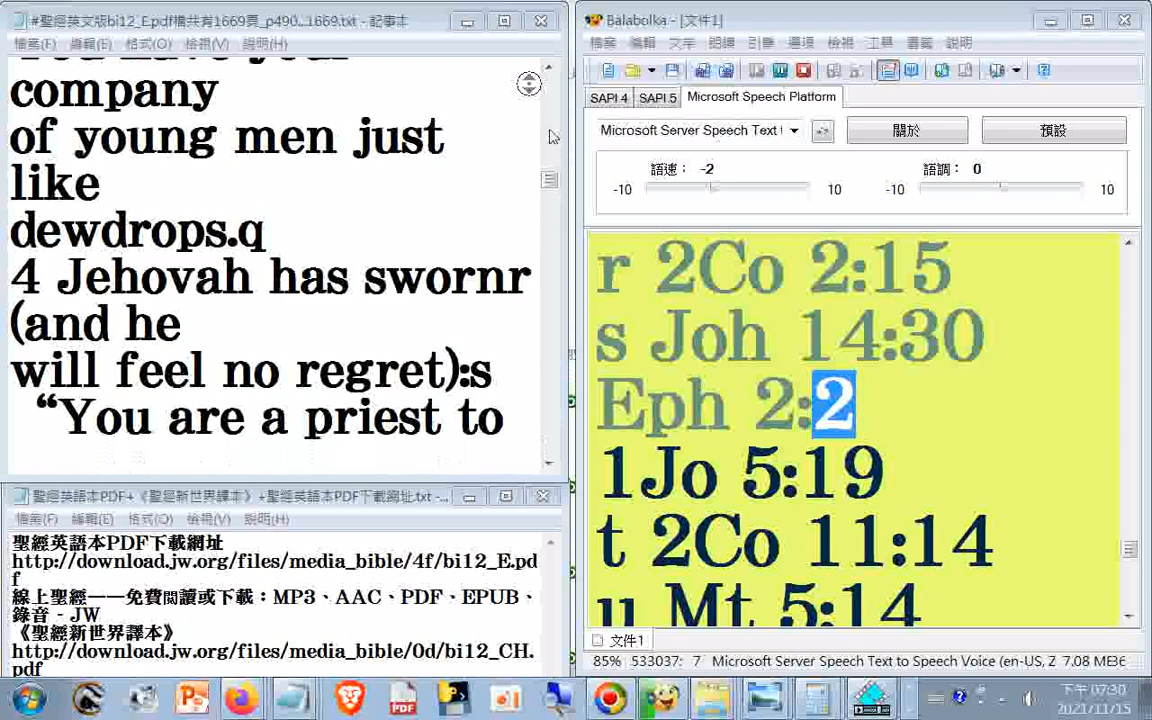 #聖經英文版bi12_E.pdf檔共有1669頁_p490...1669.txt - 記事本
檔案(F) 編輯(E) 格式(O) 檢視(V) 說明(H)
company
of young men just
like
dewdrops.q
4 Jehovah has swornr
(and he
will feel no regret):s
“You are a priest to
聖經英語本PDF+《聖經新世界譯本》+聖經英語本PDF下載網址.txt - ...
檔案(F) 編輯(E) 格式(O) 檢視(V) 說明(H)
聖經英語本PDF下載網址
http://download.jw.org/files/media_bible/4f/bi12_E.pd
f
線上聖經——免費閱讀或下載：MP3、AAC、PDF、EPUB、
錄音 - JW
《聖經新世界譯本》
http://download.jw.org/files/media_bible/0d/bi12_CH.
pdf
Balabolka - [文件1]
檔案 編輯 文字 朗讀 引擎 選項 檢視 工具 書籤 說明
SAPI 4 SAPI 5 Microsoft Speech Platform
Microsoft Server Speech Text 關於 預設
語速： -2 語調： 0
-10 10 -10 10
r 2Co 2:15
s Joh 14:30
Eph 2:2
1Jo 5:19
t 2Co 11:14
u Mt 5:14
文件1
85% 533037: 7 Microsoft Server Speech Text to Speech Voice (en-US, Z 7.08 MB
下午 07:30
2021/11/15